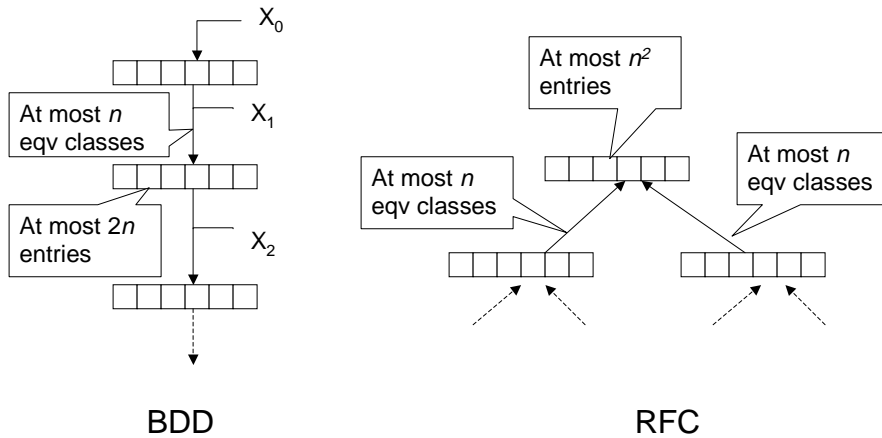 X0
At most n
eqv classes
X1
At most 2n
entries
X2
BDD
At most n²
entries
At most n
eqv classes
At most n
eqv classes
RFC